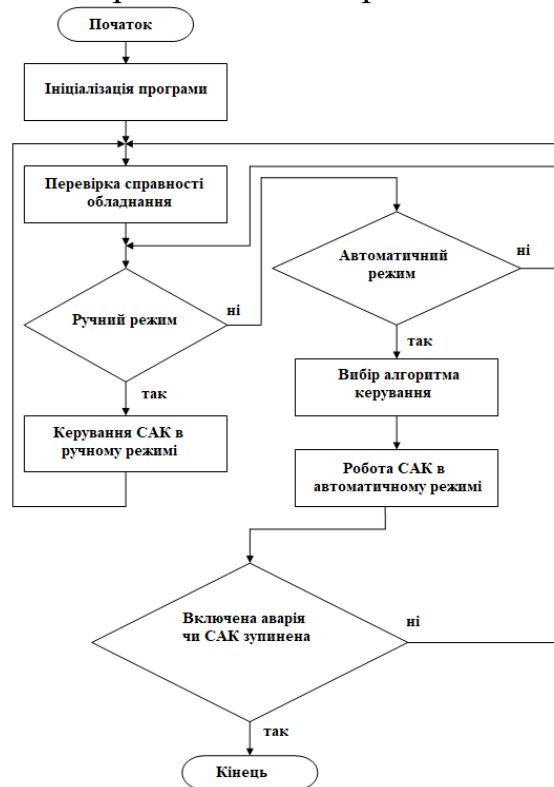 Початок
Ініціалізація програми
Перевірка справності
обладнання
Ручний режим
ні
так
Керування САК в
ручному режимі
Автоматичний
режим
ні
так
Вибір алгоритма
керування
Робота САК в
автоматичному режимі
Включена аварія
чи САК зупинена
ні
так
Кінець